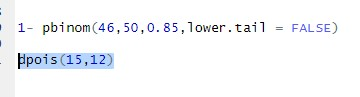 1- pbinom(46,50,0.85,lower.tail = FALSE)
dpois(15,12)